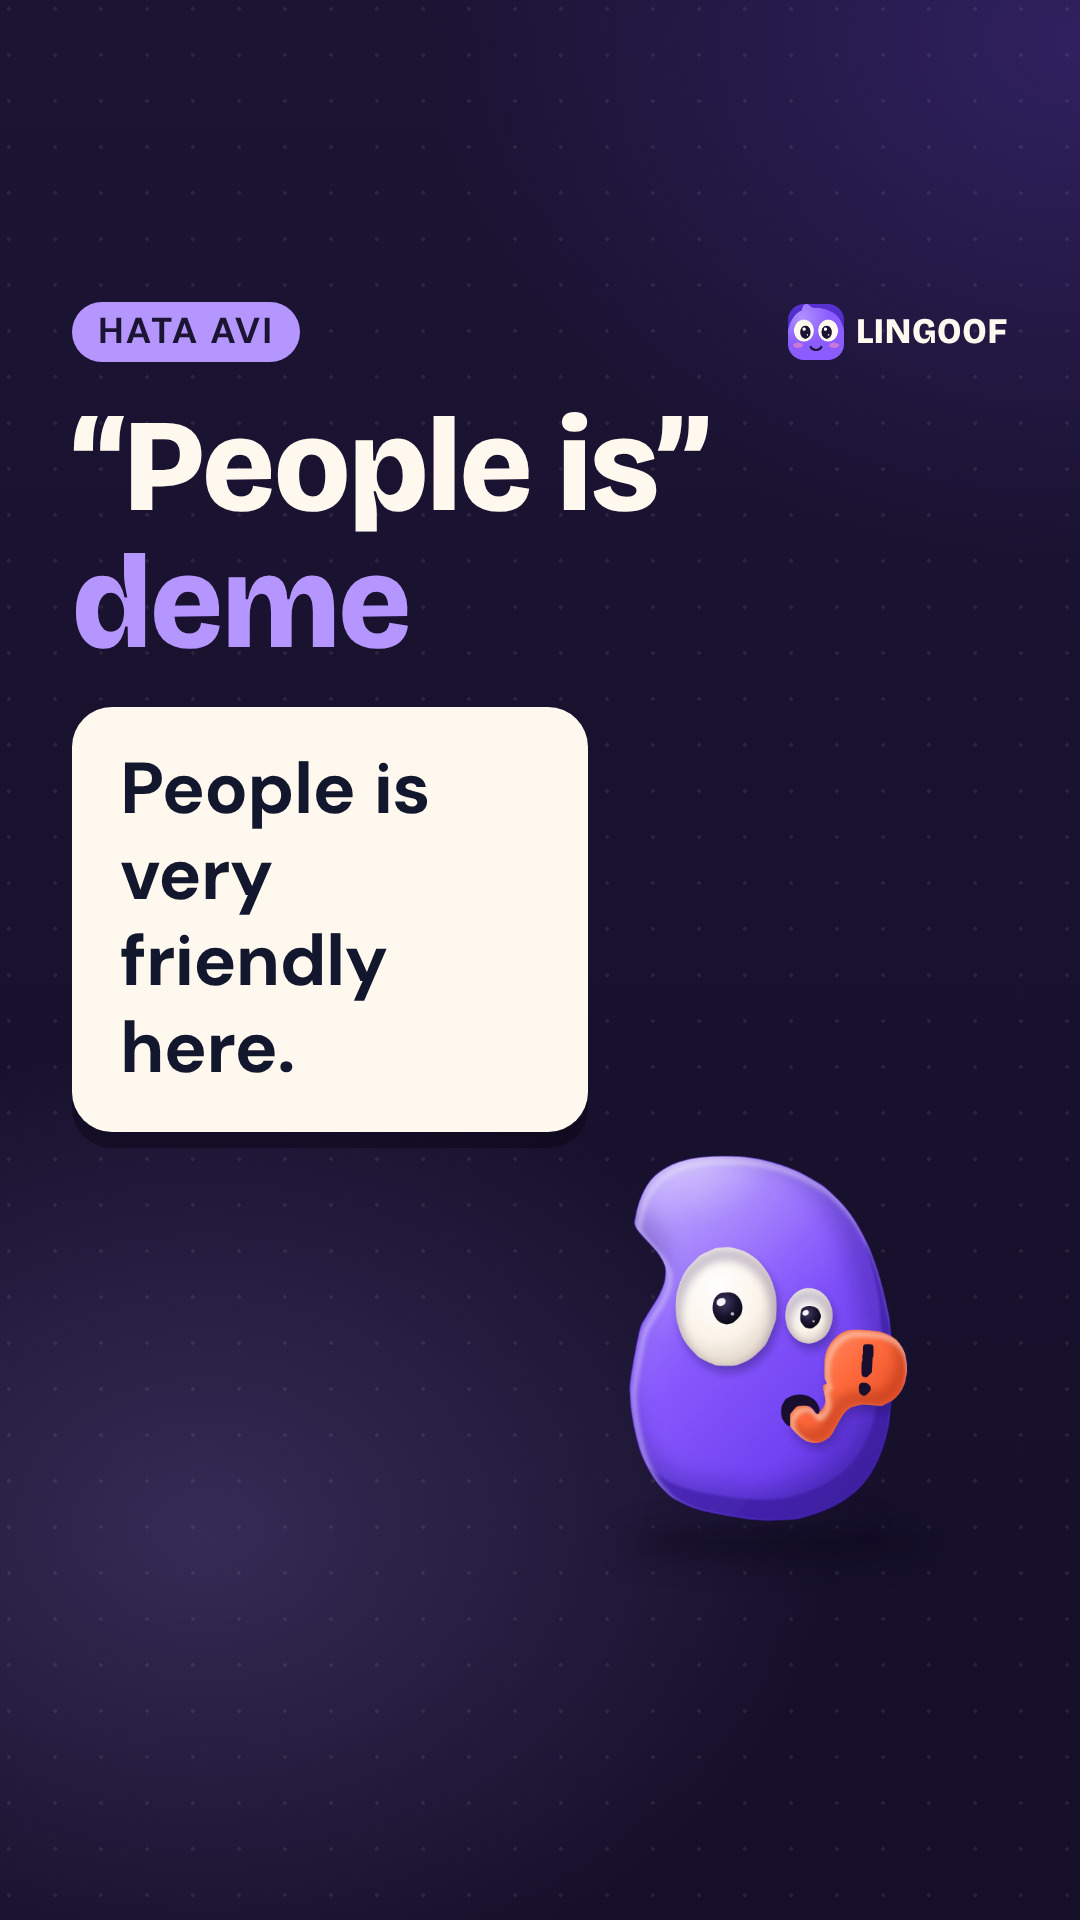 HATA AVI
LINGOOF
“People is”
deme
People is
very
friendly
here.
!